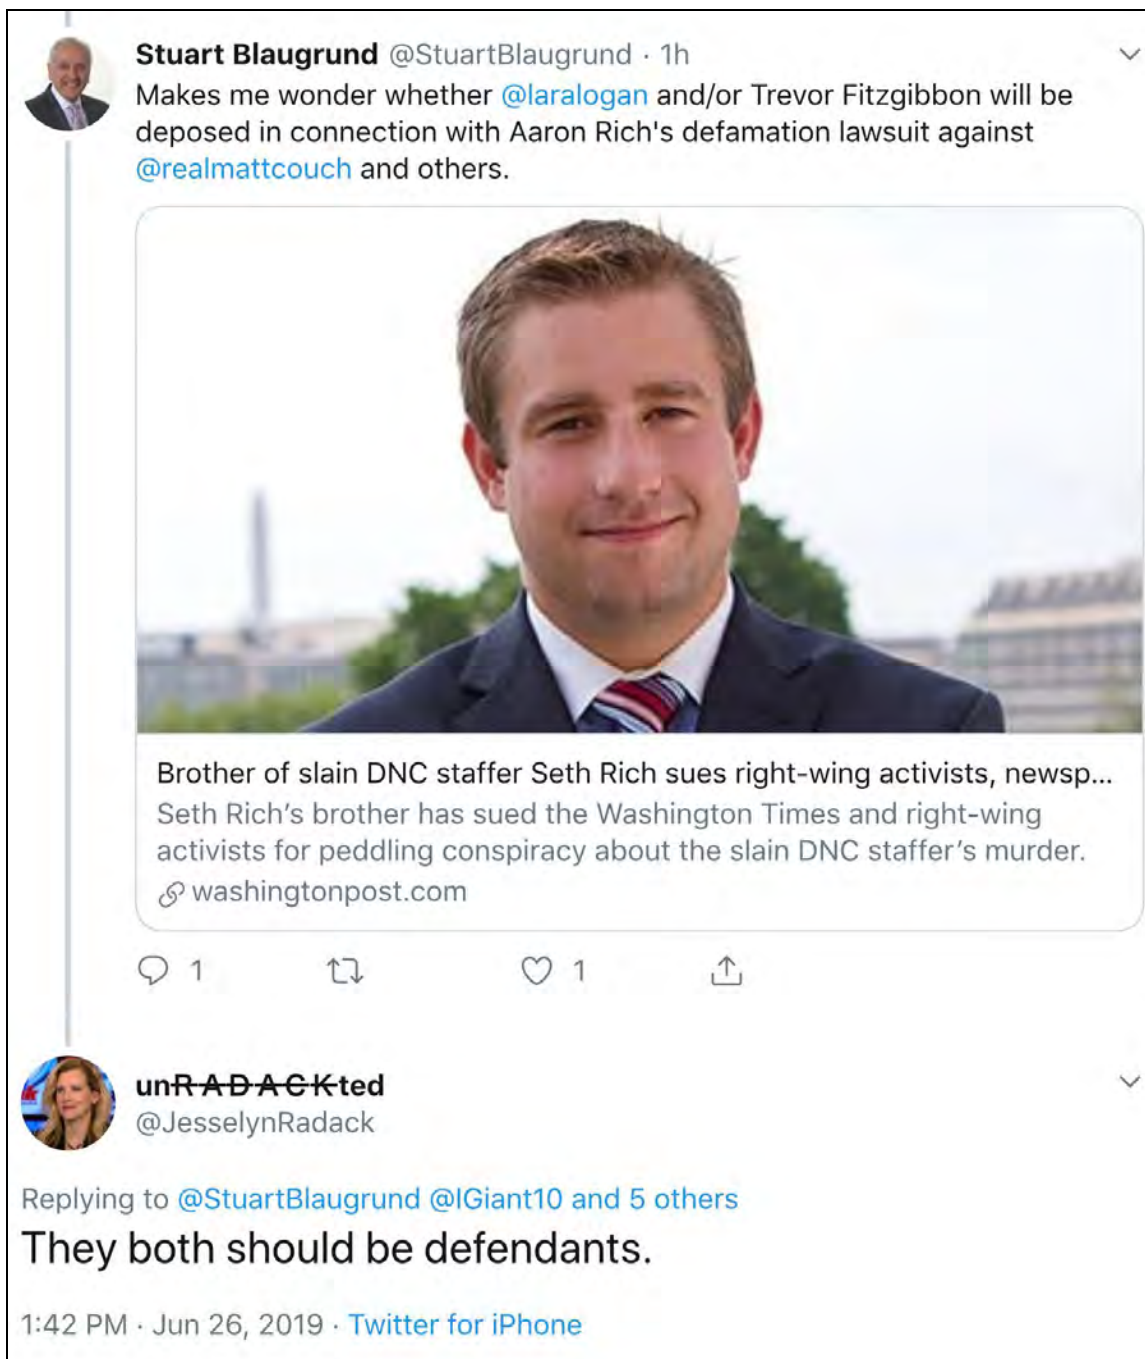 Stuart Blaugrund @StuartBlaugrund · 1h
Makes me wonder whether @laralogan and/or Trevor Fitzgibbon will be
deposed in connection with Aaron Rich's defamation lawsuit against
@realmattcouch and others.
Brother of slain DNC staffer Seth Rich sues right-wing activists, newsp...
Seth Rich's brother has sued the Washington Times and right-wing
activists for peddling conspiracy about the slain DNC staffer's murder.
washingtonpost.com
1 1
unRADACKted
@JesselynRadack
Replying to @StuartBlaugrund @IGiant10 and 5 others
They both should be defendants.
1:42 PM · Jun 26, 2019 · Twitter for iPhone